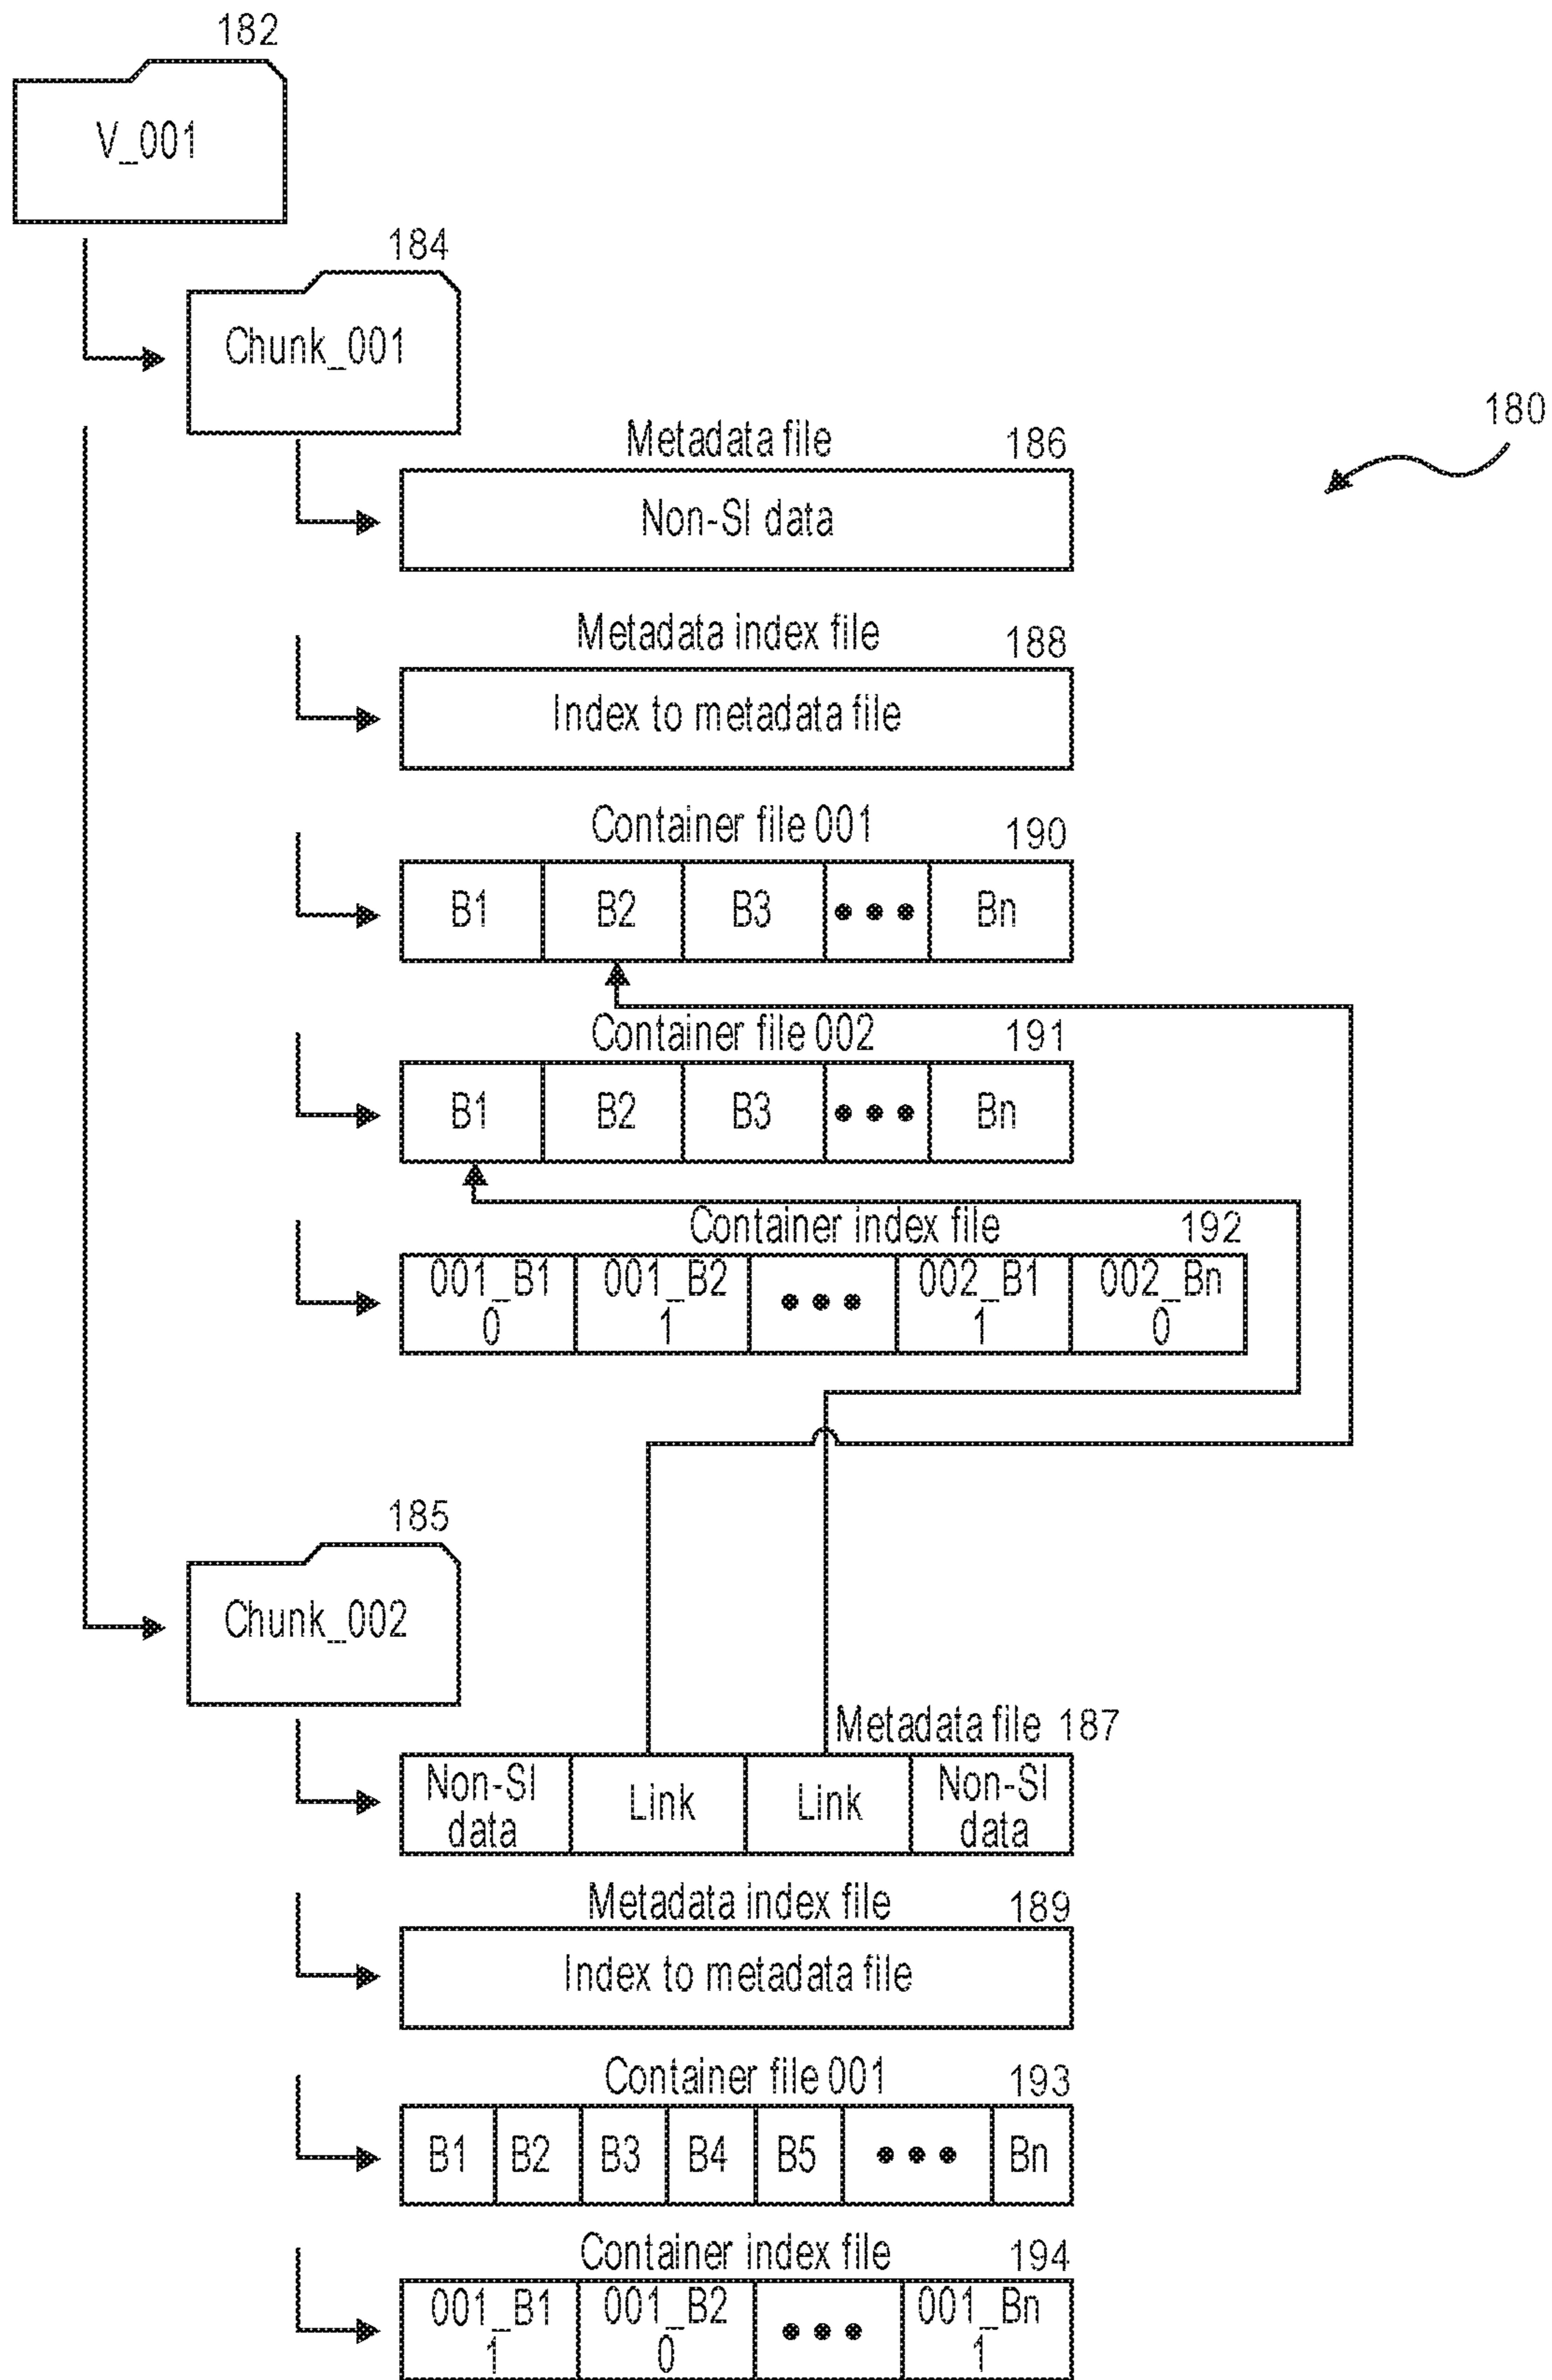 182
V_001
184
Chunk_001
180
Metadata file 186
Non-SI data
Metadata index file 188
Index to metadata file
Container file 001 190
B1 B2 B3 ●●● Bn
Container file 002 191
B1 B2 B3 ●●● Bn
Container index file 192
001_B1 001_B2 ●●● 002_B1 002_Bn
0 1 1 0
185
Chunk_002
Metadata file 187
Non-SI Link Link Non-SI
data data
Metadata index file 189
Index to metadata file
Container file 001 193
B1 B2 B3 B4 B5 ●●● Bn
Container index file 194
001_B1 001_B2 ●●● 001_Bn
1 0 1